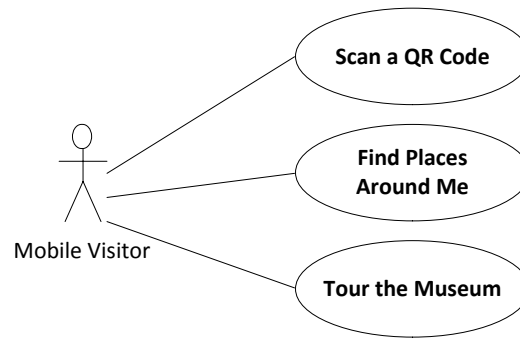 Scan a QR Code
Find Places
Around Me
Mobile Visitor
Tour the Museum